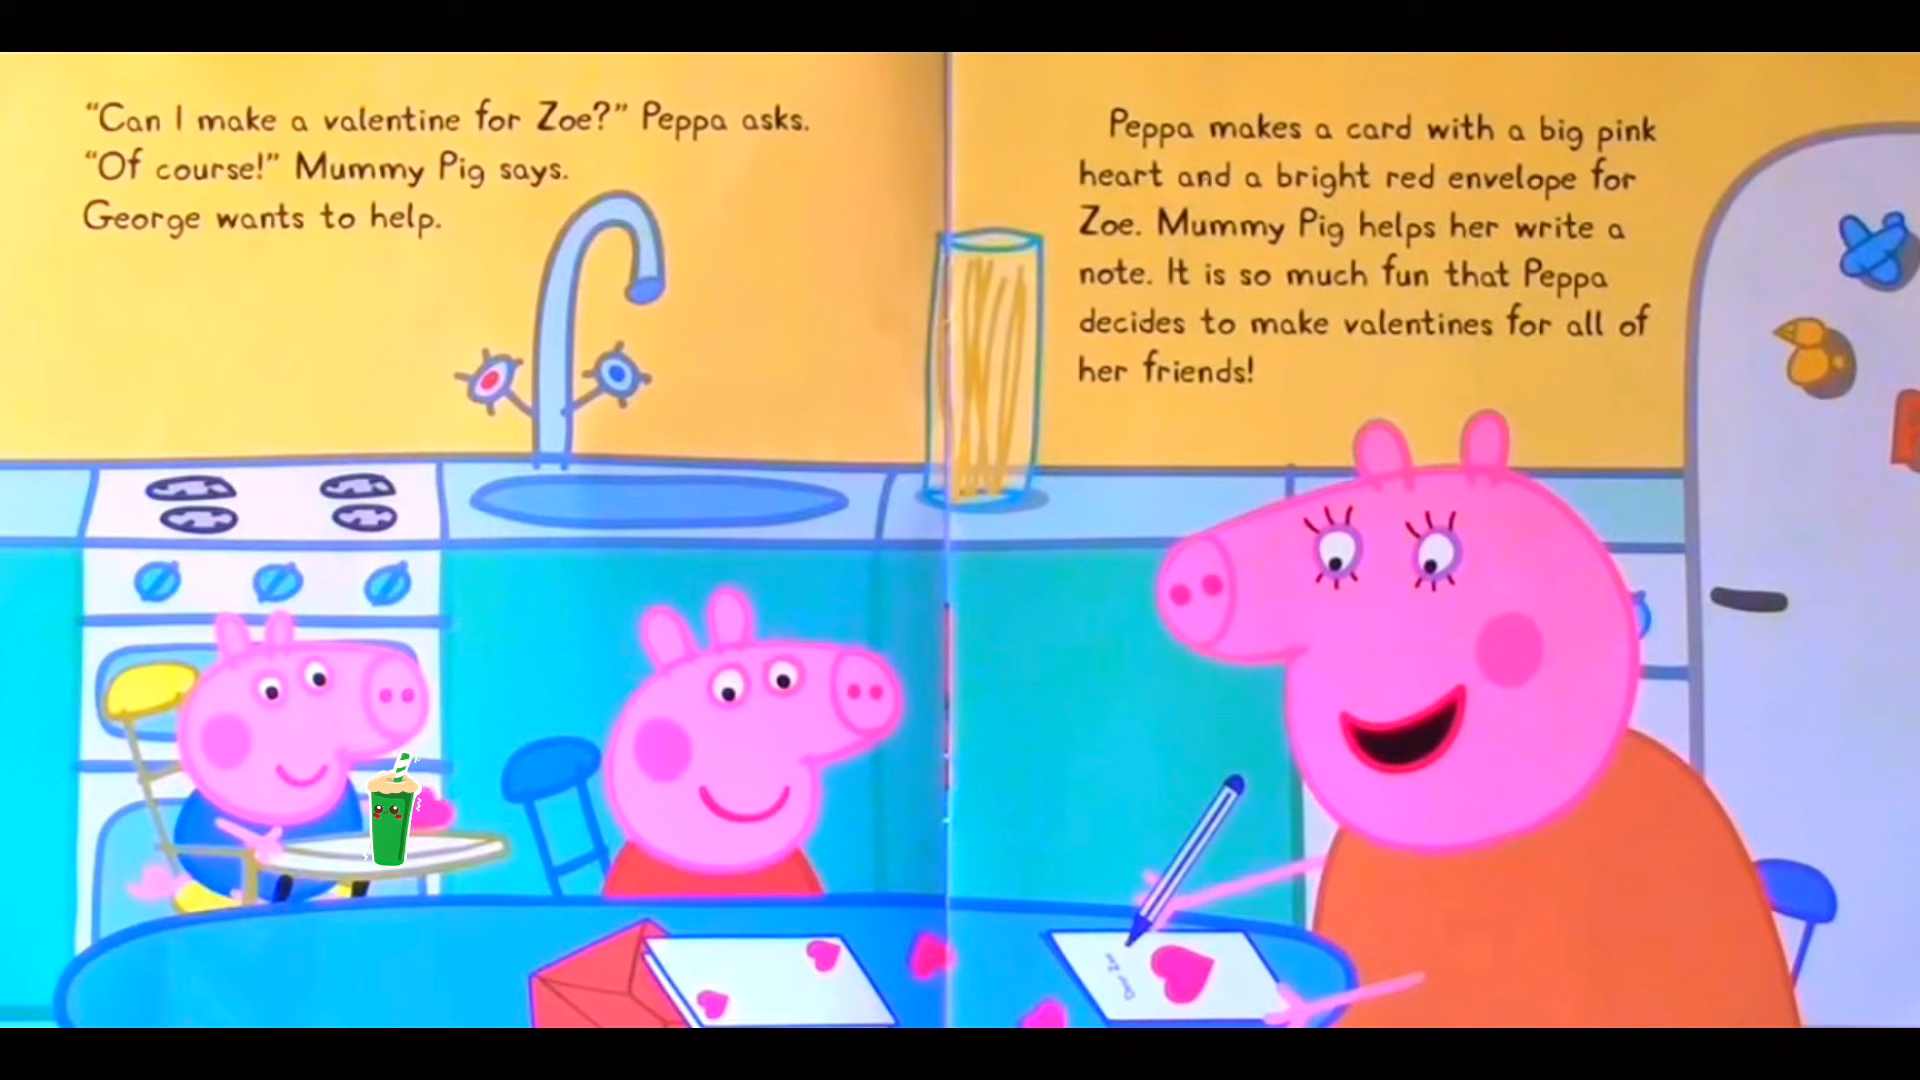 “Can I make a valentine for Zoe?” Peppa asks.
“Of course!” Mummy Pig says.
George wants to help.
Peppa makes a card with a big pink
heart and a bright red envelope for
Zoe. Mummy Pig helps her write a
note. It is so much fun that Peppa
decides to make valentines for all of
her friends!
Dear Zoe